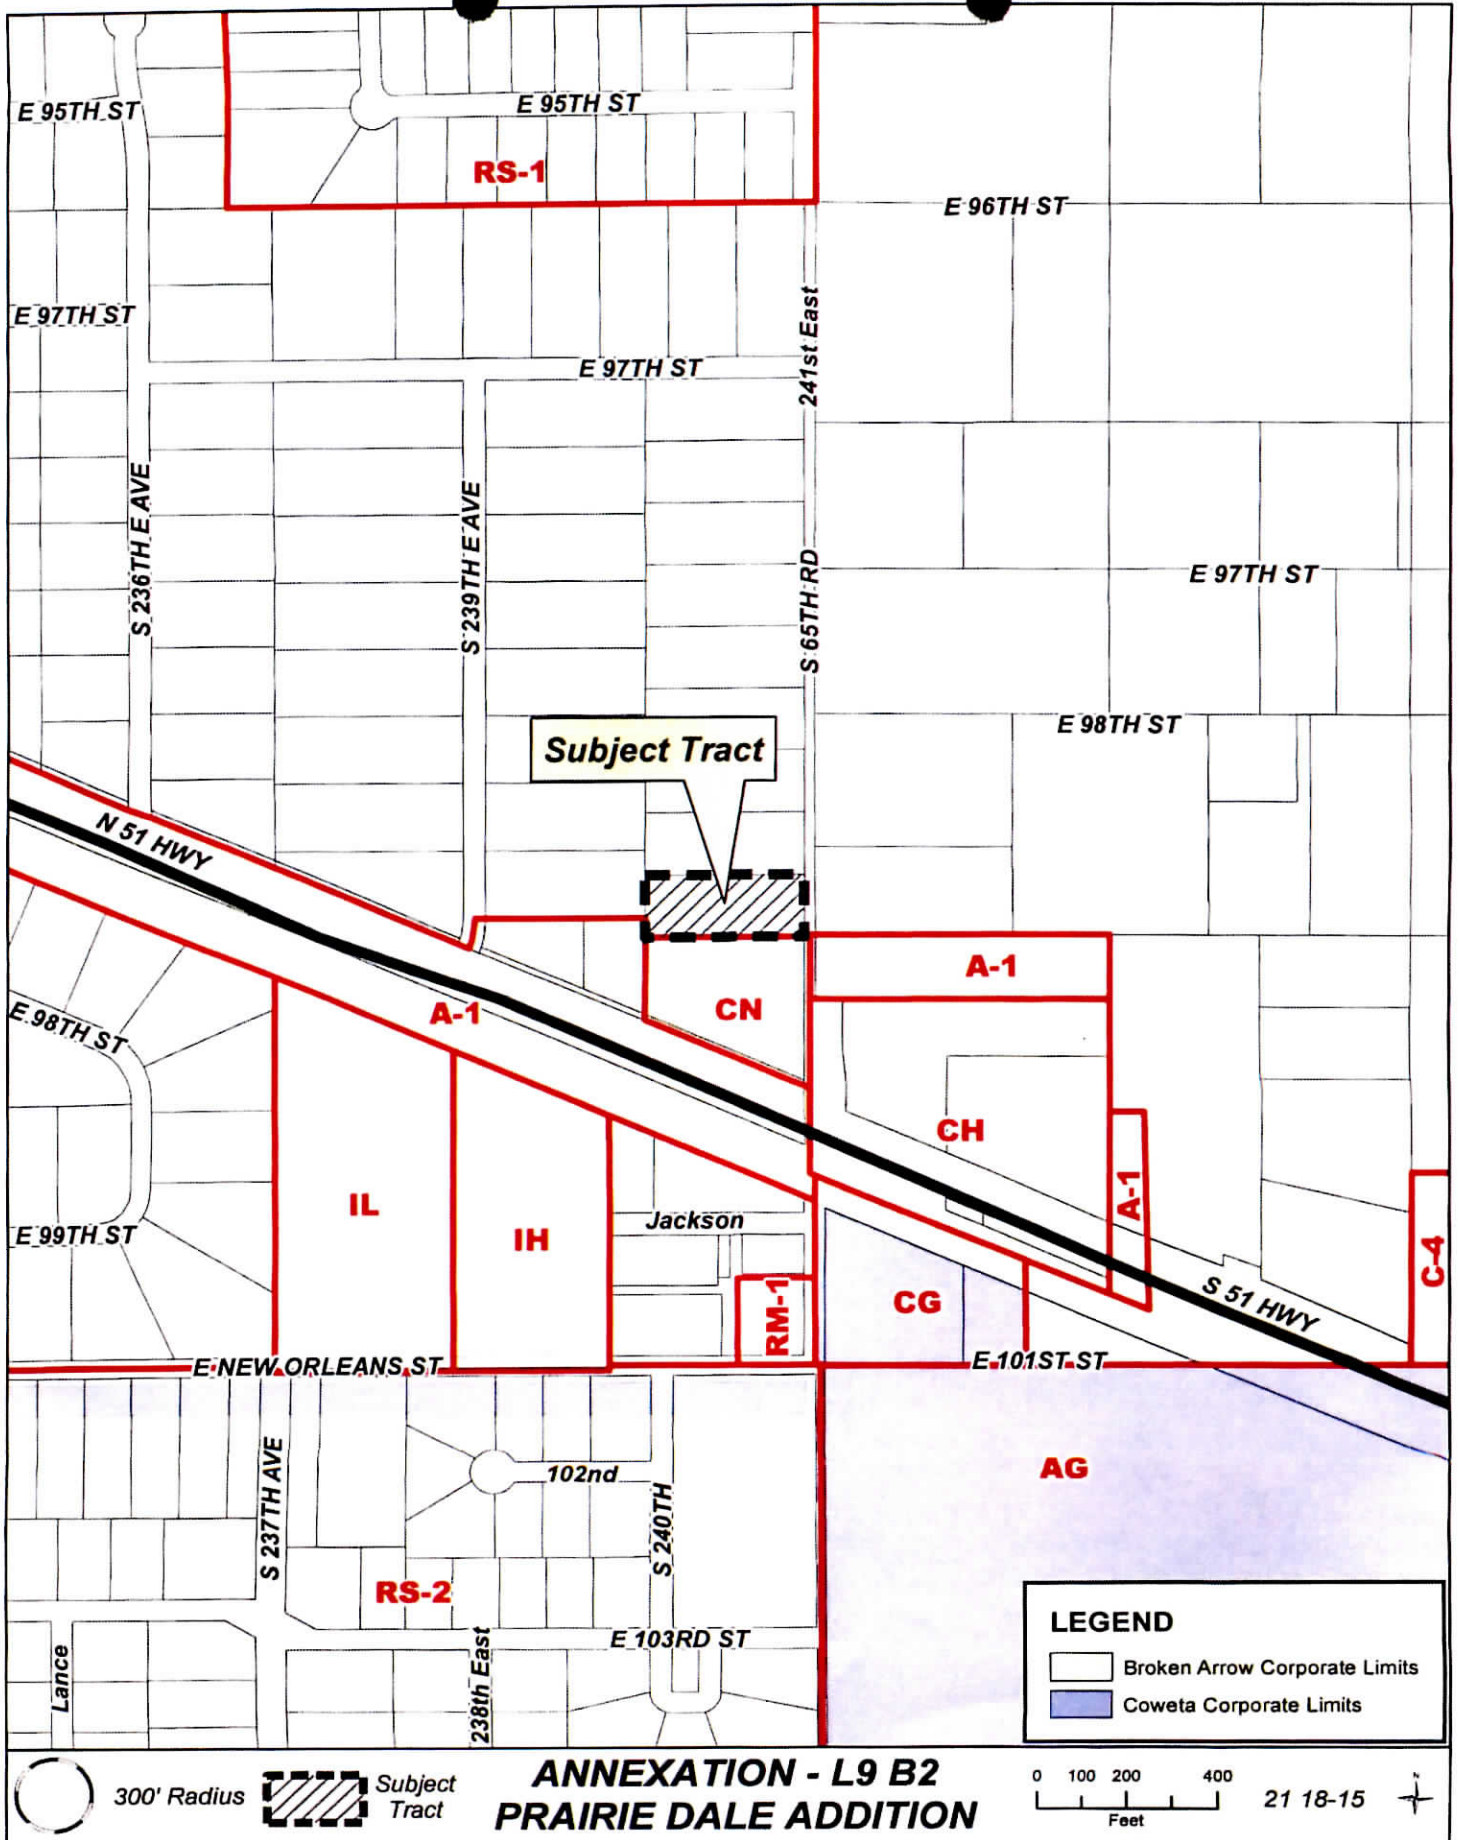 E 95TH ST
E 95TH ST
RS-1
E 96TH ST
E 97TH ST
241st East
E 97TH ST
S 236TH E AVE
S 239TH E AVE
S 65TH RD
E 97TH ST
E 98TH ST
Subject Tract
N 51 HWY
A-1
CN
A-1
E 98TH ST
CH
A-1
IL
IH
Jackson
E 99TH ST
C-4
CG
RM-1
S 51 HWY
E NEW ORLEANS ST
E 101ST ST
S 237TH AVE
102nd
S 240TH
AG
RS-2
E 103RD ST
Lance
238th East
LEGEND
Broken Arrow Corporate Limits
Coweta Corporate Limits
300' Radius
Subject
Tract
ANNEXATION - L9 B2
PRAIRIE DALE ADDITION
0 100 200 400
Feet
21 18-15
N